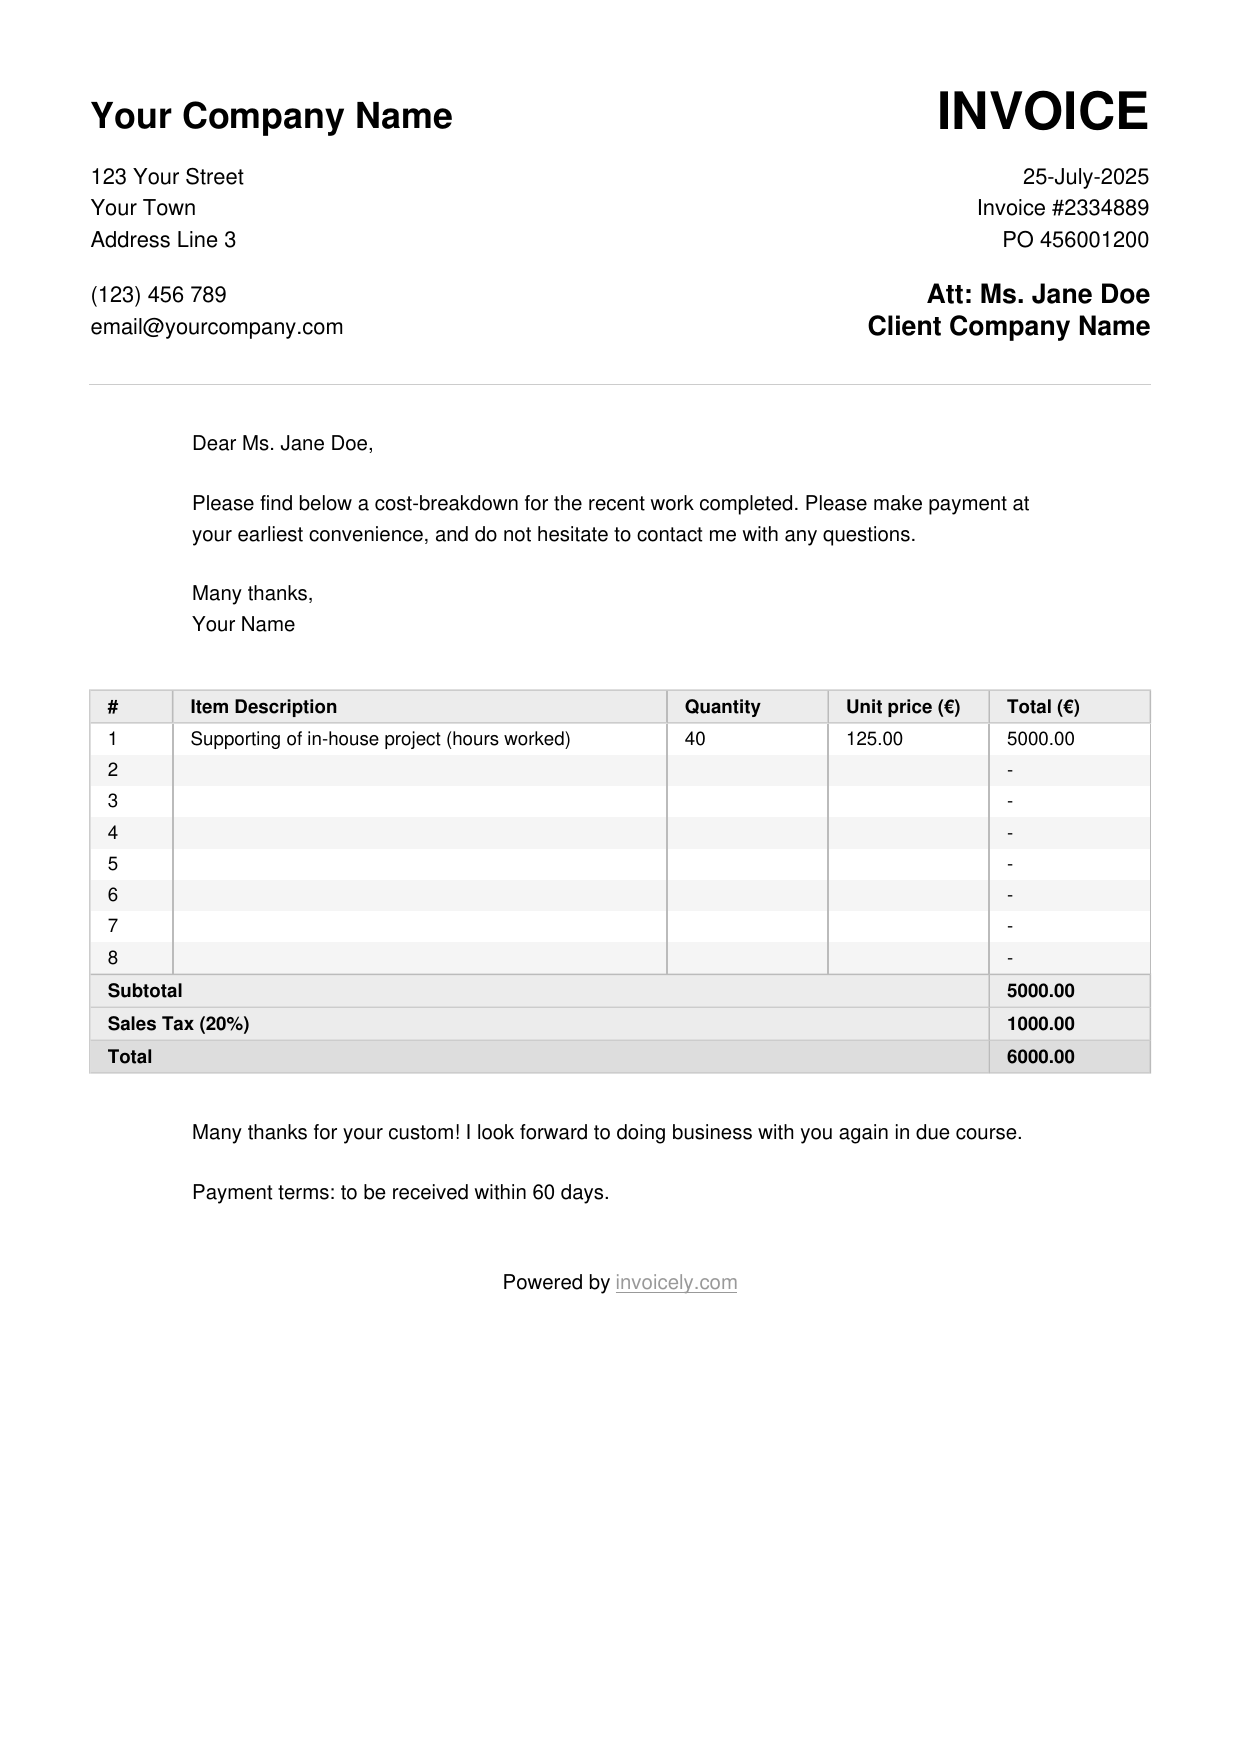 Your Company Name
INVOICE
123 Your Street
Your Town
Address Line 3
25-July-2025
Invoice #2334889
PO 456001200
(123) 456 789
email@yourcompany.com
Att: Ms. Jane Doe
Client Company Name
Dear Ms. Jane Doe,
Please find below a cost-breakdown for the recent work completed. Please make payment at
your earliest convenience, and do not hesitate to contact me with any questions.
Many thanks,
Your Name
# Item Description Quantity Unit price (€) Total (€)
1 Supporting of in-house project (hours worked) 40 125.00 5000.00
2 -
3 -
4 -
5 -
6 -
7 -
8 -
Subtotal 5000.00
Sales Tax (20%) 1000.00
Total 6000.00
Many thanks for your custom! I look forward to doing business with you again in due course.
Payment terms: to be received within 60 days.
Powered by invoicely.com